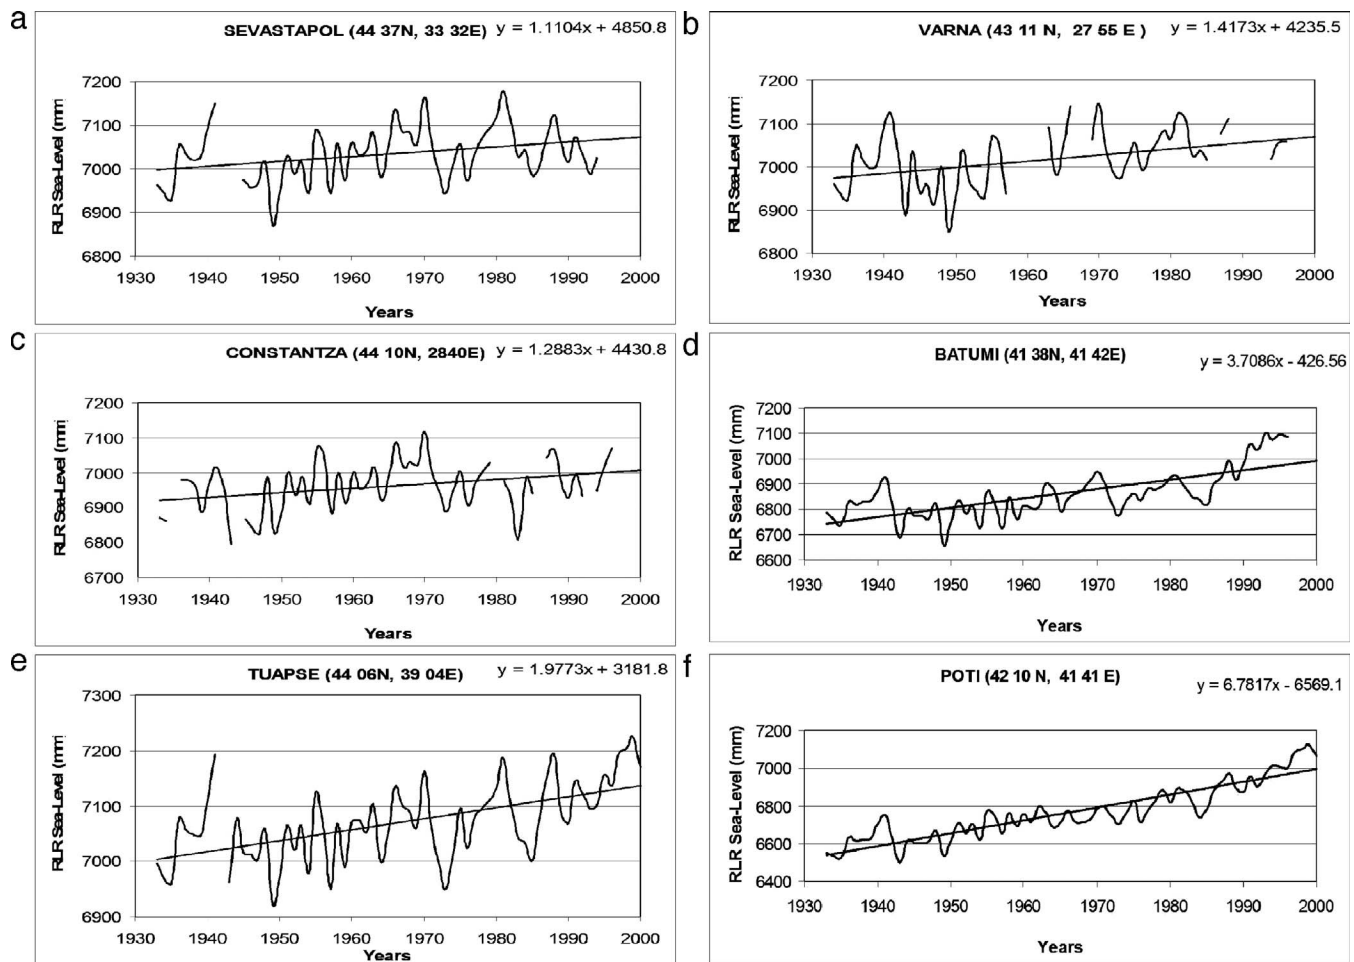 a
SEVASTAPOL (44 37N, 33 32E)
y = 1.1104x + 4850.8
RLR Sea-Level (mm
7200
7100
7000
6900
6800
1930 1940 1950 1960 1970 1980 1990 2000
Years
b
VARNA (43 11 N, 27 55 E )
y = 1.4173x + 4235.5
RLR Sea-Level (mm)
7200
7100
7000
6900
6800
1930 1940 1950 1960 1970 1980 1990 2000
Years
c
CONSTANTZA (44 10N, 2840E)
y = 1.2883x + 4430.8
RLR Sea-Level (mm
7200
7100
7000
6900
6800
6700
1930 1940 1950 1960 1970 1980 1990 2000
Years
d
BATUMI (41 38N, 41 42E)
y = 3.7086x - 426.56
RLR Sea-Level (mm)
7200
7100
7000
6900
6800
6700
6600
1930 1940 1950 1960 1970 1980 1990 2000
Years
e
TUAPSE (44 06N, 39 04E)
y = 1.9773x + 3181.8
RLR Sea-Level (mm
7300
7200
7100
7000
6900
1930 1940 1950 1960 1970 1980 1990 2000
Years
f
POTI (42 10 N, 41 41 E)
y = 6.7817x - 6569.1
RLR Sea-Level (mm)
7200
7000
6800
6600
6400
1930 1940 1950 1960 1970 1980 1990 2000
Years